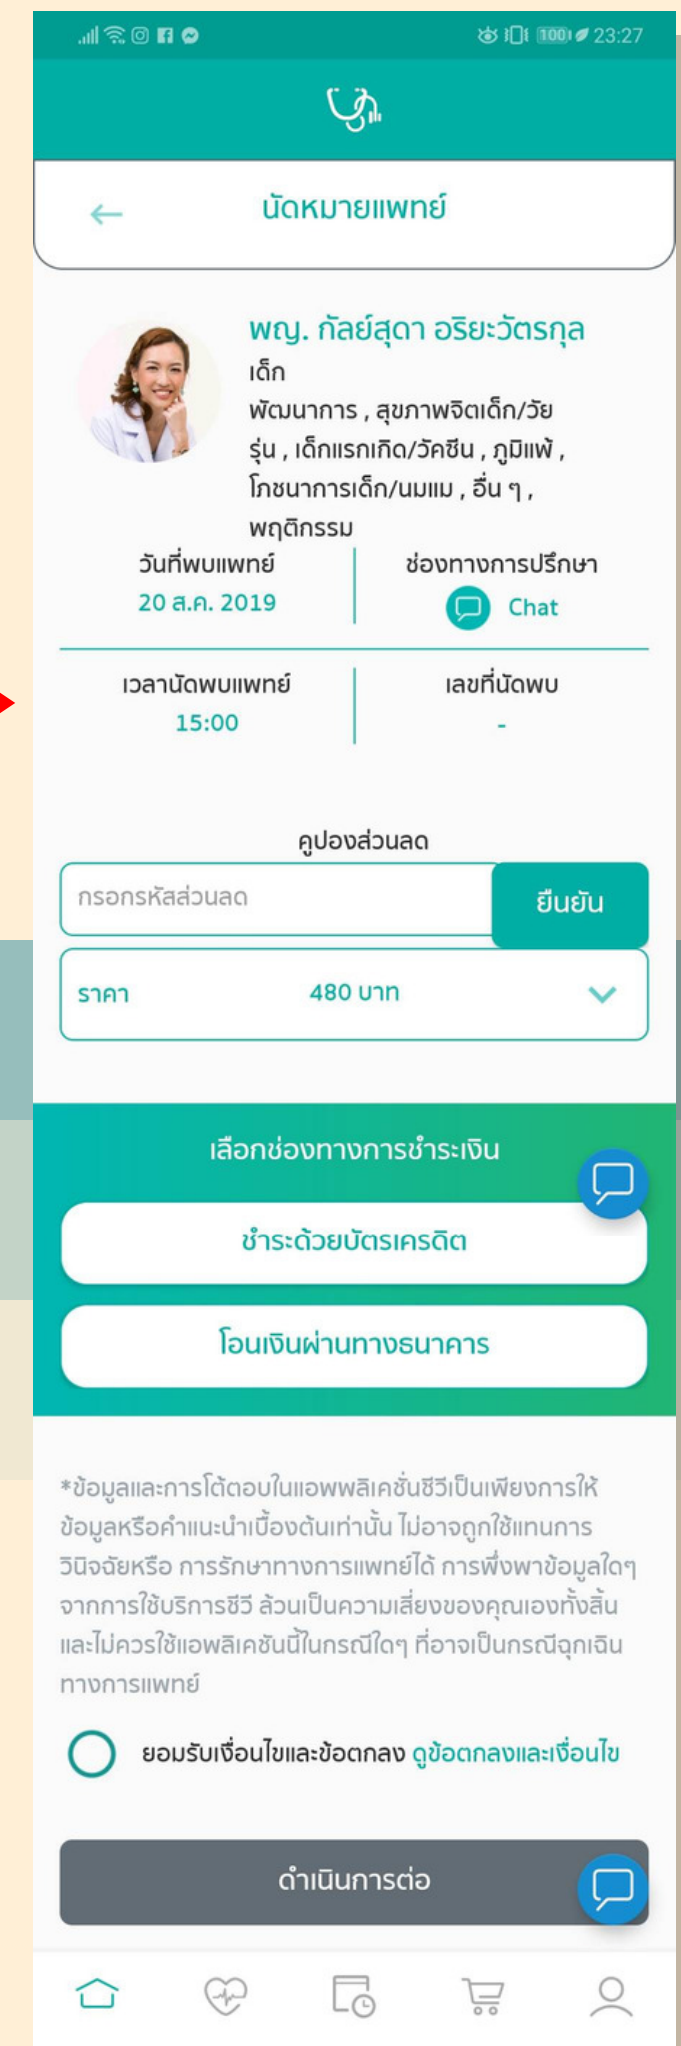 100 23:27
นัดหมายแพทย์
พญ. กัลย์สุดา อริยะวัตรกุล
เด็ก
พัฒนาการ , สุขภาพจิตเด็ก/วัย
รุ่น , เด็กแรกเกิด/วัคซีน , ภูมิแพ้ ,
โภชนาการเด็ก/นมแม่ , อื่น ๆ ,
พฤติกรรม
วันที่พบแพทย์ ช่องทางการปรึกษา
20 ส.ค. 2019 Chat
เวลานัดพบแพทย์ เลขที่นัดพบ
15:00 -
คูปองส่วนลด
กรอกรหัสส่วนลด ยืนยัน
ราคา 480 บาท
เลือกช่องทางการชำระเงิน
ชำระด้วยบัตรเครดิต
โอนเงินผ่านทางธนาคาร
*ข้อมูลและการโต้ตอบในแอพพลิเคชั่นชีวีเป็นเพียงการให้
ข้อมูลหรือคำแนะนำเบื้องต้นเท่านั้น ไม่อาจถูกใช้แทนการ
วินิจฉัยหรือ การรักษาทางการแพทย์ได้ การพึ่งพาข้อมูลใดๆ
จากการใช้บริการชีวี ล้วนเป็นความเสี่ยงของคุณเองทั้งสิ้น
และไม่ควรใช้แอพลิเคชันนี้ในกรณีใดๆ ที่อาจเป็นกรณีฉุกเฉิน
ทางการแพทย์
ยอมรับเงื่อนไขและข้อตกลง ดูข้อตกลงและเงื่อนไข
ดำเนินการต่อ